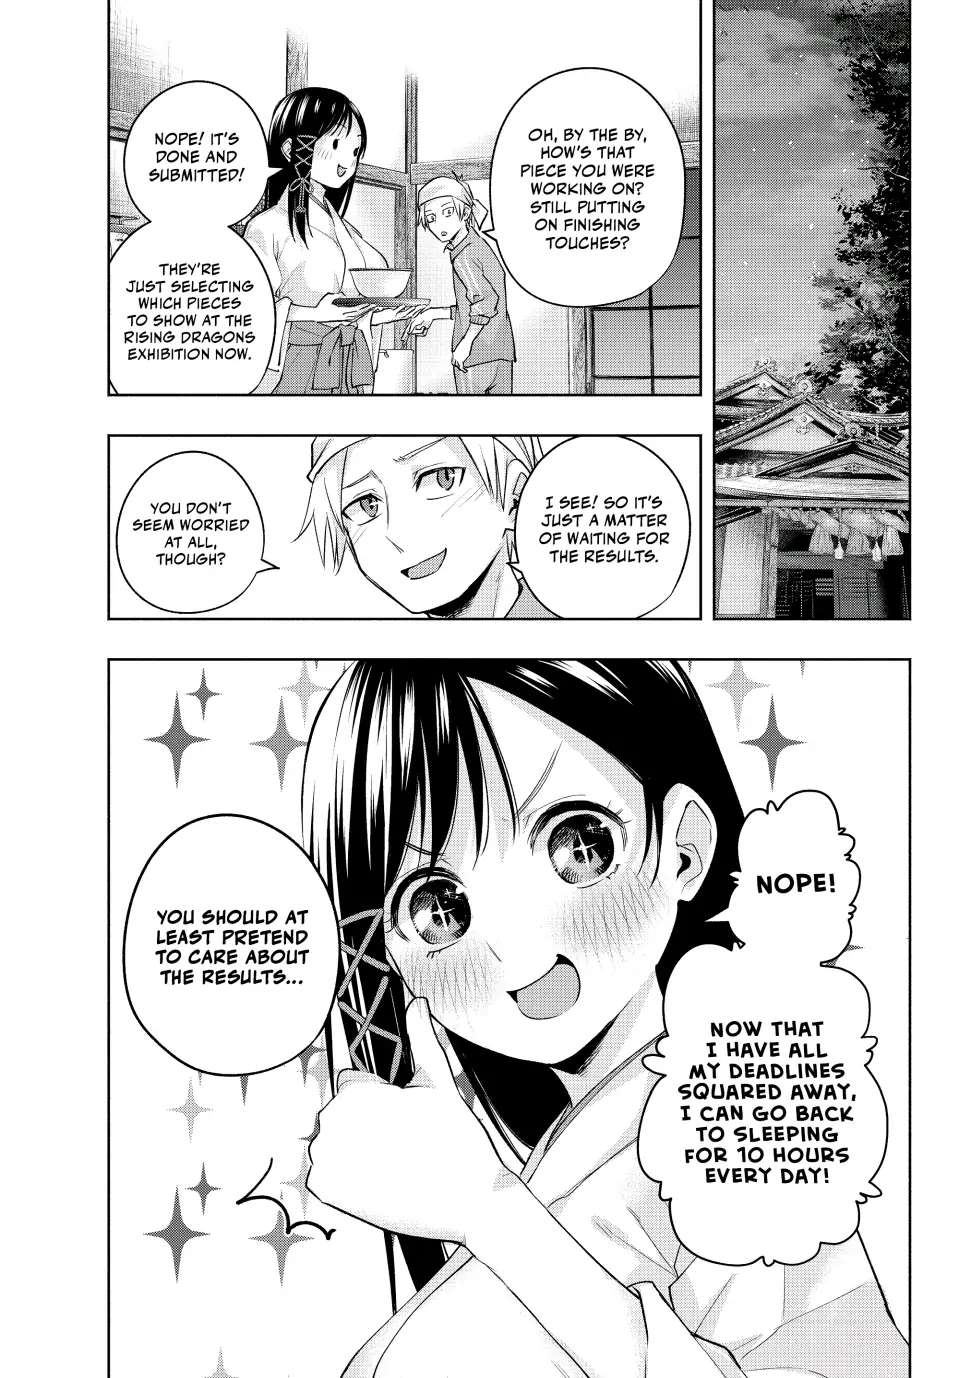 OH, BY THE BY,
HOW'S THAT
PIECE YOU WERE
WORKING ON?
STILL PUTTING
ON FINISHING
TOUCHES?
NOPE! IT'S
DONE AND
SUBMITTED!
THEY'RE
JUST SELECTING
WHICH PIECES
TO SHOW AT THE
RISING DRAGONS
EXHIBITION NOW.
I SEE! SO IT'S
JUST A MATTER
OF WAITING FOR
THE RESULTS.
YOU DON'T
SEEM WORRIED
AT ALL,
THOUGH?
NOPE!
NOW THAT
I HAVE ALL
MY DEADLINES
SQUARED AWAY,
I CAN GO BACK
TO SLEEPING
FOR 10 HOURS
EVERY DAY!
YOU SHOULD AT
LEAST PRETEND
TO CARE ABOUT
THE RESULTS...